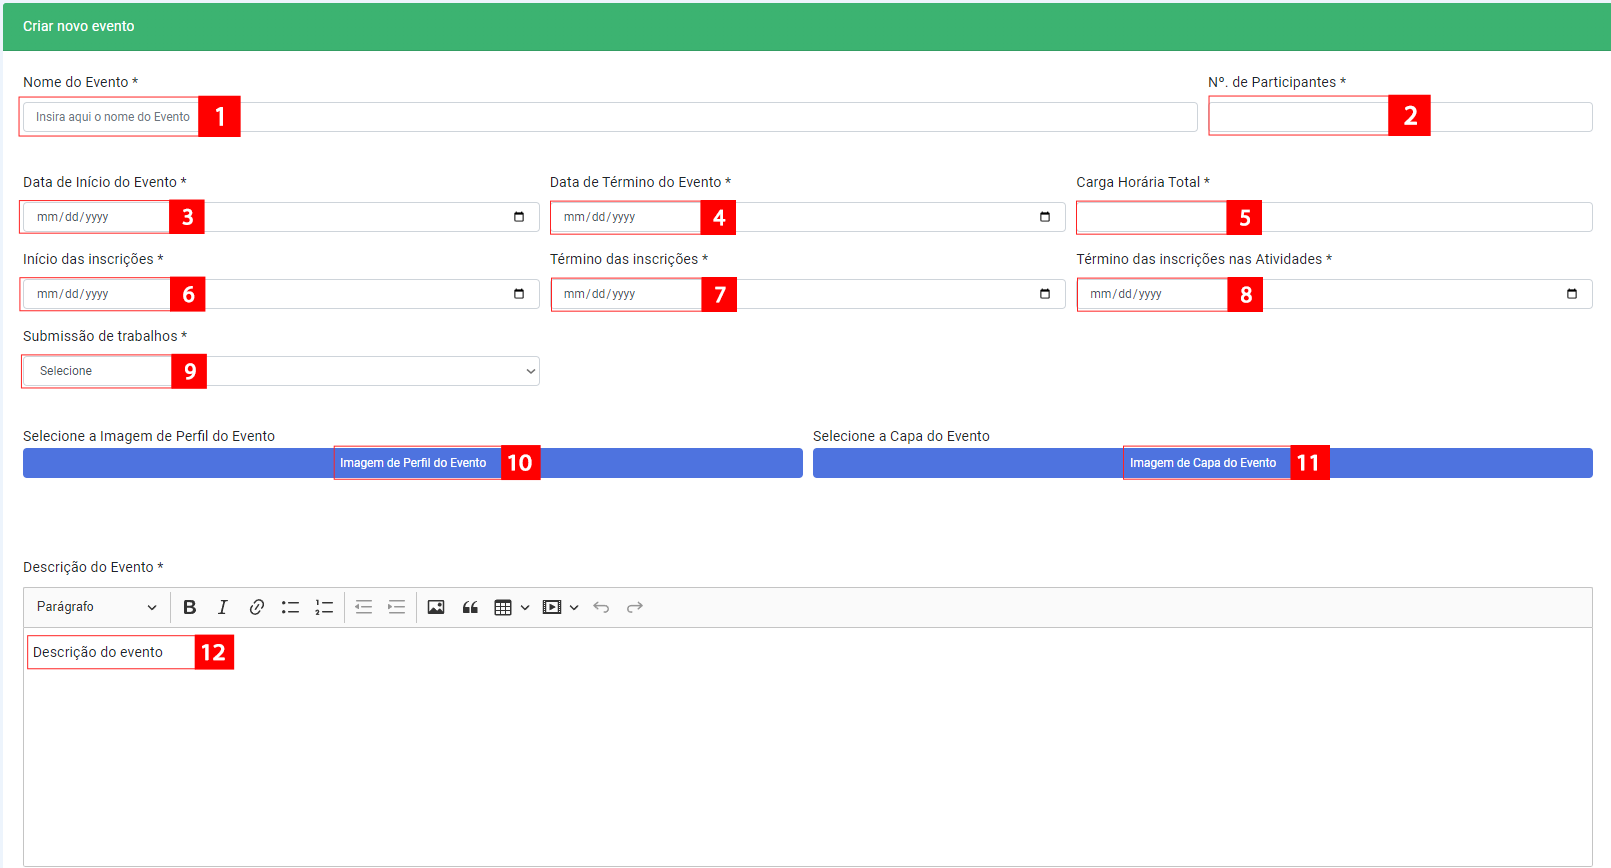 Criar novo evento
Nome do Evento * Nº. de Participantes *
Insira aqui o nome do Evento 1 2
Data de Início do Evento * Data de Término do Evento * Carga Horária Total *
mm/dd/yyyy 3 mm/dd/yyyy 4 5
Início das inscrições * Término das inscrições * Término das inscrições nas Atividades *
mm/dd/yyyy 6 mm/dd/yyyy 7 mm/dd/yyyy 8
Submissão de trabalhos *
Selecione 9
Selecione a Imagem de Perfil do Evento Selecione a Capa do Evento
Imagem de Perfil do Evento 10 Imagem de Capa do Evento 11
Descrição do Evento *
Parágrafo B I
Descrição do evento 12